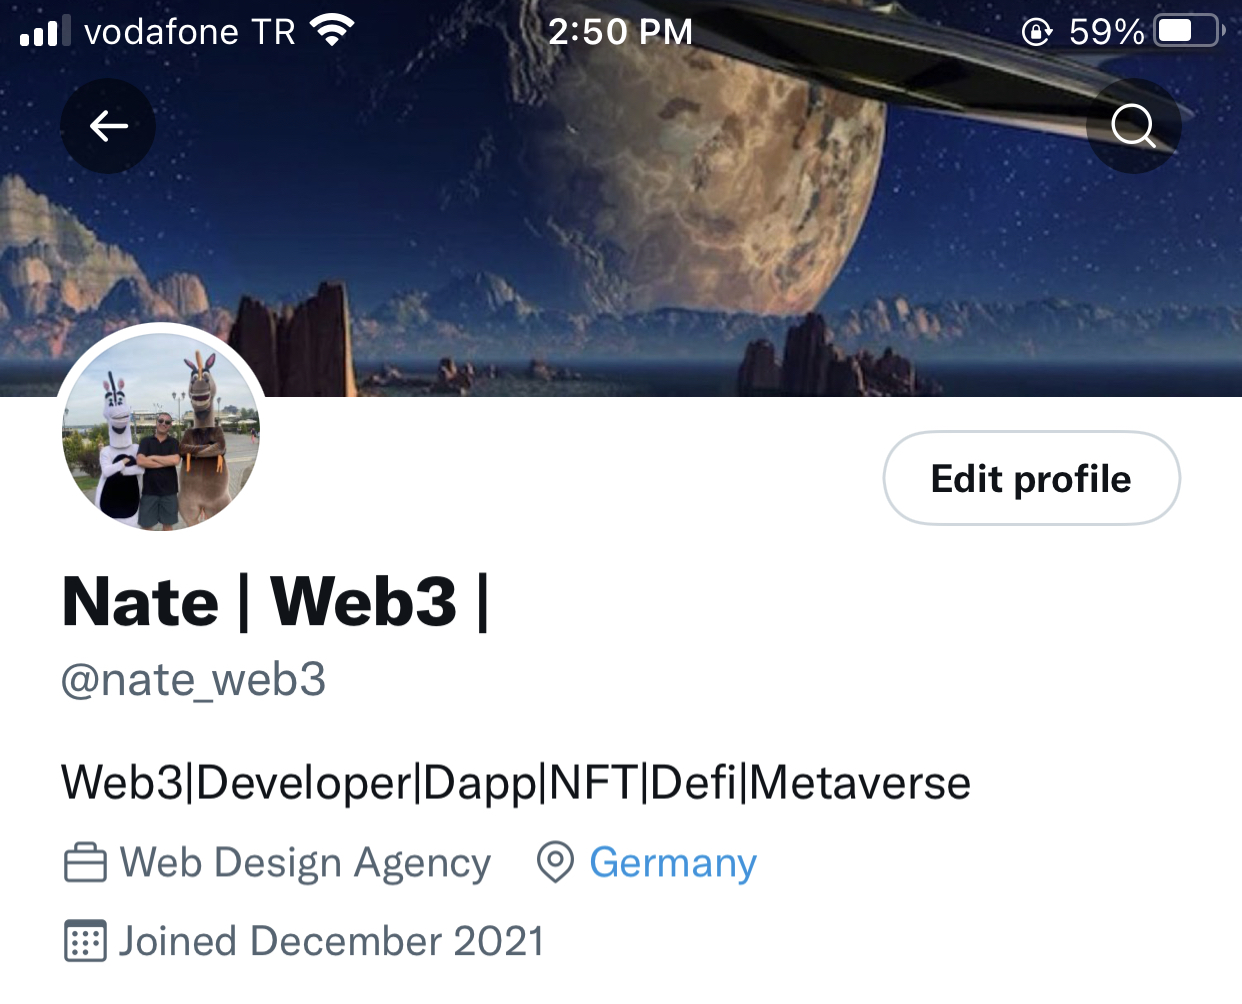 vodafone TR 2:50 PM 59%
Edit profile
Nate | Web3 |
@nate_web3
Web3|Developer|Dapp|NFT|Defi|Metaverse
Web Design Agency Germany
Joined December 2021